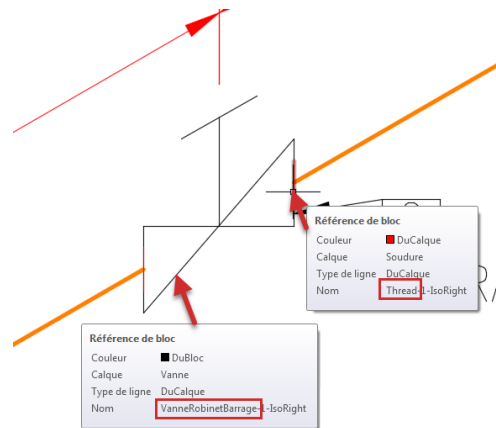 Référence de bloc
Couleur DuCalque
Calque Soudure
Type de ligne DuCalque
Nom Thread-1-IsoRight
Référence de bloc
Couleur DuBloc
Calque Vanne
Type de ligne DuCalque
Nom VanneRobinetBarrage-1-IsoRight